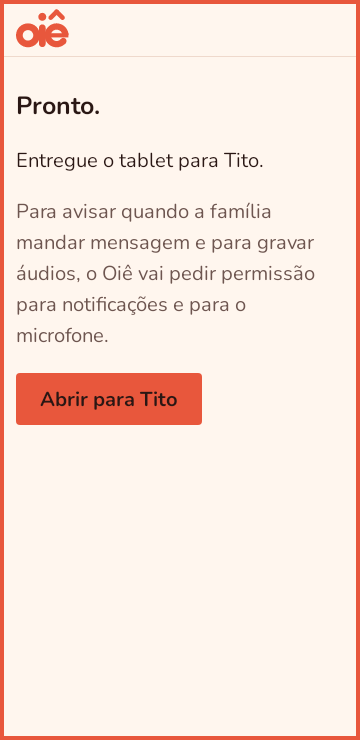 oiê
Pronto.
Entregue o tablet para Tito.
Para avisar quando a família
mandar mensagem e para gravar
áudios, o Oiê vai pedir permissão
para notificações e para o
microfone.
Abrir para Tito